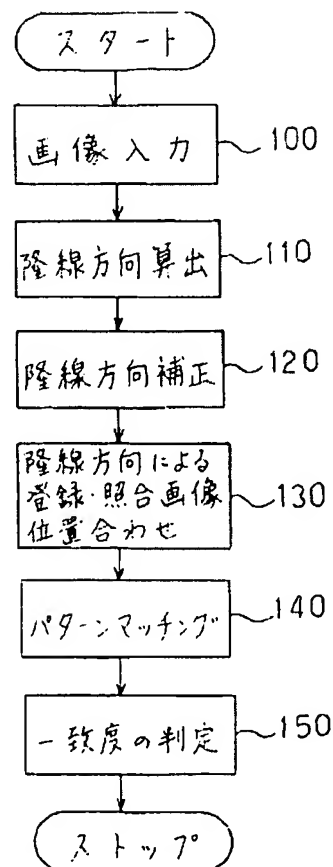 スタート
画像入力
100
隆線方向算出
110
隆線方向補正
120
隆線方向による
登録・照合画像
位置合わせ
130
パターンマッチング
140
一致度の判定
150
ストップ